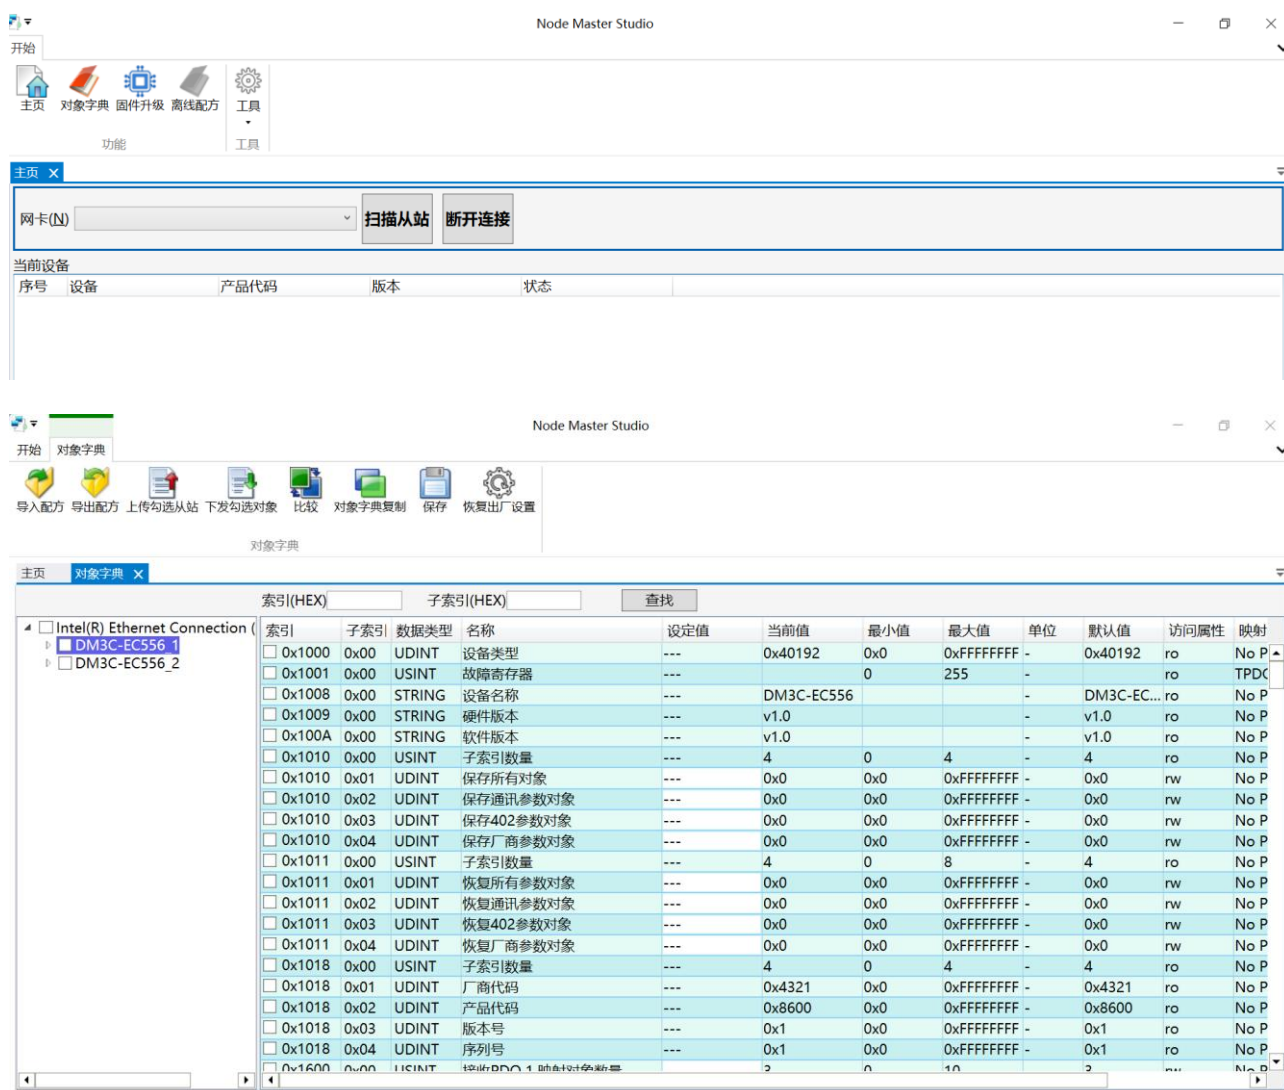 Node Master Studio
开始
主页 对象字典 固件升级 离线配方 工具
功能 工具
主页
网卡(N) 扫描从站 断开连接
当前设备
序号 设备 产品代码 版本 状态
Node Master Studio
开始 对象字典
导入配方 导出配方 上传勾选从站 下发勾选对象 比较 对象字典复制 保存 恢复出厂设置
对象字典
主页 对象字典
索引(HEX) 子索引(HEX) 查找
Intel(R) Ethernet Connection (
DM3C-EC556_1
DM3C-EC556_2
索引 子索引 数据类型 名称 设定值 当前值 最小值 最大值 单位 默认值 访问属性 映射
0x1000 0x00 UDINT 设备类型 --- 0x40192 0x0 0xFFFFFFFF - 0x40192 ro No P
0x1001 0x00 USINT 故障寄存器 --- 0 255 - ro TPDO
0x1008 0x00 STRING 设备名称 --- DM3C-EC556 - DM3C-EC... ro No P
0x1009 0x00 STRING 硬件版本 --- v1.0 - v1.0 ro No P
0x100A 0x00 STRING 软件版本 --- v1.0 - v1.0 ro No P
0x1010 0x00 USINT 子索引数量 --- 4 0 4 - 4 ro No P
0x1010 0x01 UDINT 保存所有对象 --- 0x0 0x0 0xFFFFFFFF - 0x0 rw No P
0x1010 0x02 UDINT 保存通讯参数对象 --- 0x0 0x0 0xFFFFFFFF - 0x0 rw No P
0x1010 0x03 UDINT 保存402参数对象 --- 0x0 0x0 0xFFFFFFFF - 0x0 rw No P
0x1010 0x04 UDINT 保存厂商参数对象 --- 0x0 0x0 0xFFFFFFFF - 0x0 rw No P
0x1011 0x00 USINT 子索引数量 --- 4 0 8 - 4 ro No P
0x1011 0x01 UDINT 恢复所有参数对象 --- 0x0 0x0 0xFFFFFFFF - 0x0 rw No P
0x1011 0x02 UDINT 恢复通讯参数对象 --- 0x0 0x0 0xFFFFFFFF - 0x0 rw No P
0x1011 0x03 UDINT 恢复402参数对象 --- 0x0 0x0 0xFFFFFFFF - 0x0 rw No P
0x1011 0x04 UDINT 恢复厂商参数对象 --- 0x0 0x0 0xFFFFFFFF - 0x0 rw No P
0x1018 0x00 USINT 子索引数量 --- 4 0 4 - 4 ro No P
0x1018 0x01 UDINT 厂商代码 --- 0x4321 0x0 0xFFFFFFFF - 0x4321 ro No P
0x1018 0x02 UDINT 产品代码 --- 0x8600 0x0 0xFFFFFFFF - 0x8600 ro No P
0x1018 0x03 UDINT 版本号 --- 0x1 0x0 0xFFFFFFFF - 0x1 ro No P
0x1018 0x04 UDINT 序列号 --- 0x1 0x0 0xFFFFFFFF - 0x1 ro No P
0x1600 0x00 USINT 接收PDO 1 映射对象数量 --- 3 0 10 - 3 rw No P